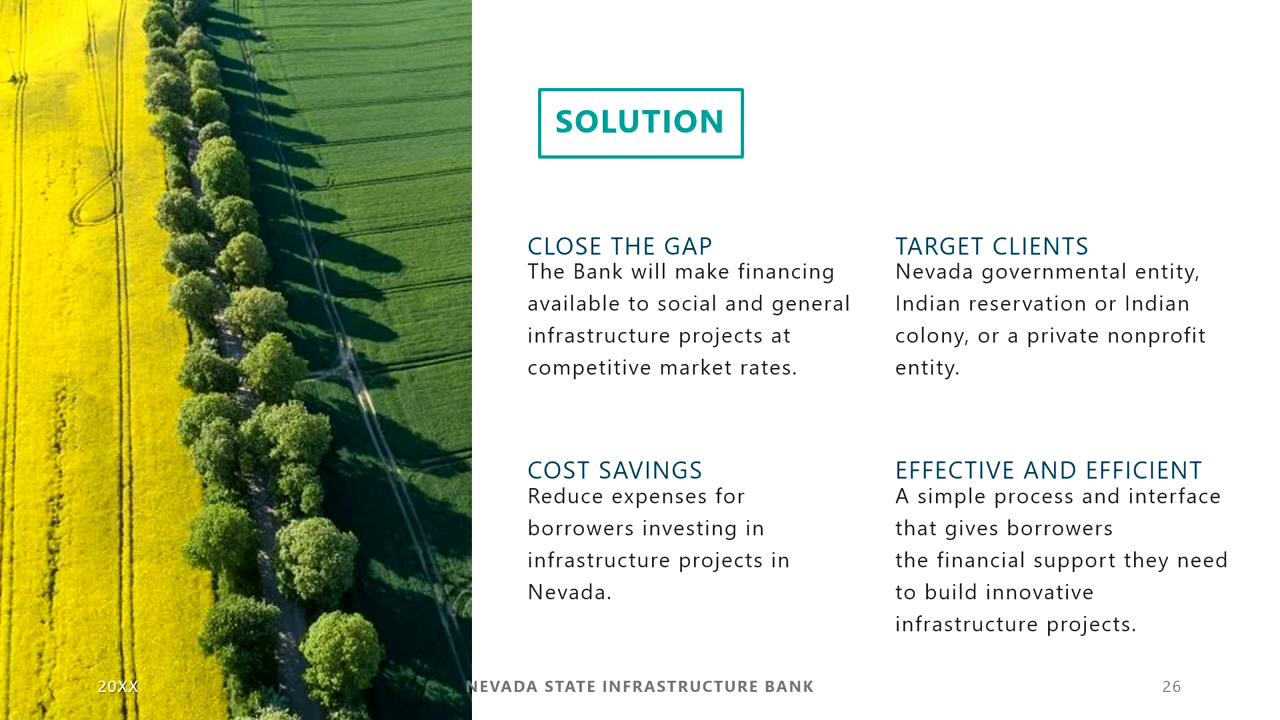 SOLUTION
CLOSE THE GAP
The Bank will make financing
available to social and general
infrastructure projects at
competitive market rates.
TARGET CLIENTS
Nevada governmental entity,
Indian reservation or Indian
colony, or a private nonprofit
entity.
COST SAVINGS
Reduce expenses for
borrowers investing in
infrastructure projects in
Nevada.
EFFECTIVE AND EFFICIENT
A simple process and interface
that gives borrowers
the financial support they need
to build innovative
infrastructure projects.
20XX
NEVADA STATE INFRASTRUCTURE BANK
26